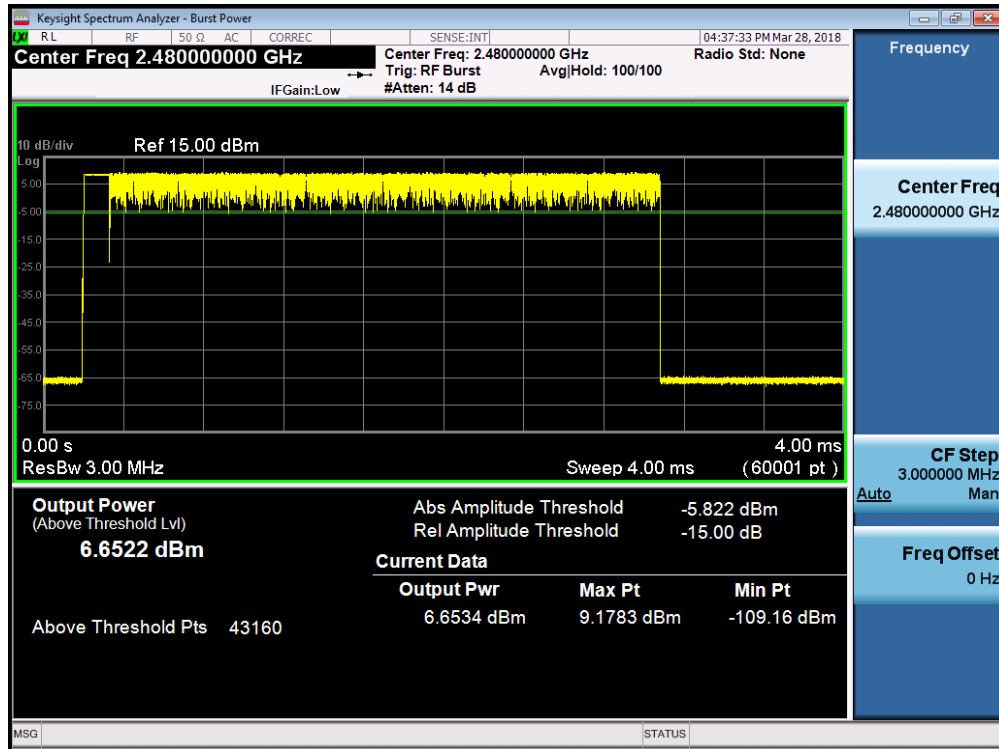 Keysight Spectrum Analyzer - Burst Power
LXI RL RF 50 Ω AC CORREC SENSE:INT 04:37:33 PM Mar 28, 2018
Center Freq 2.480000000 GHz
IFGain:Low
Center Freq: 2.480000000 GHz Radio Std: None
Trig: RF Burst Avg|Hold: 100/100
#Atten: 14 dB
10 dB/div Ref 15.00 dBm
Log
5.00
-5.00
-15.0
-25.0
-35.0
-45.0
-55.0
-65.0
-75.0
0.00 s 4.00 ms
ResBw 3.00 MHz Sweep 4.00 ms (60001 pt)
Output Power
(Above Threshold Lvl)
6.6522 dBm
Above Threshold Pts 43160
Abs Amplitude Threshold -5.822 dBm
Rel Amplitude Threshold -15.00 dB
Current Data
Output Pwr Max Pt Min Pt
6.6534 dBm 9.1783 dBm -109.16 dBm
Frequency
Center Freq
2.480000000 GHz
CF Step
3.000000 MHz
Auto Man
Freq Offset
0 Hz
MSG STATUS